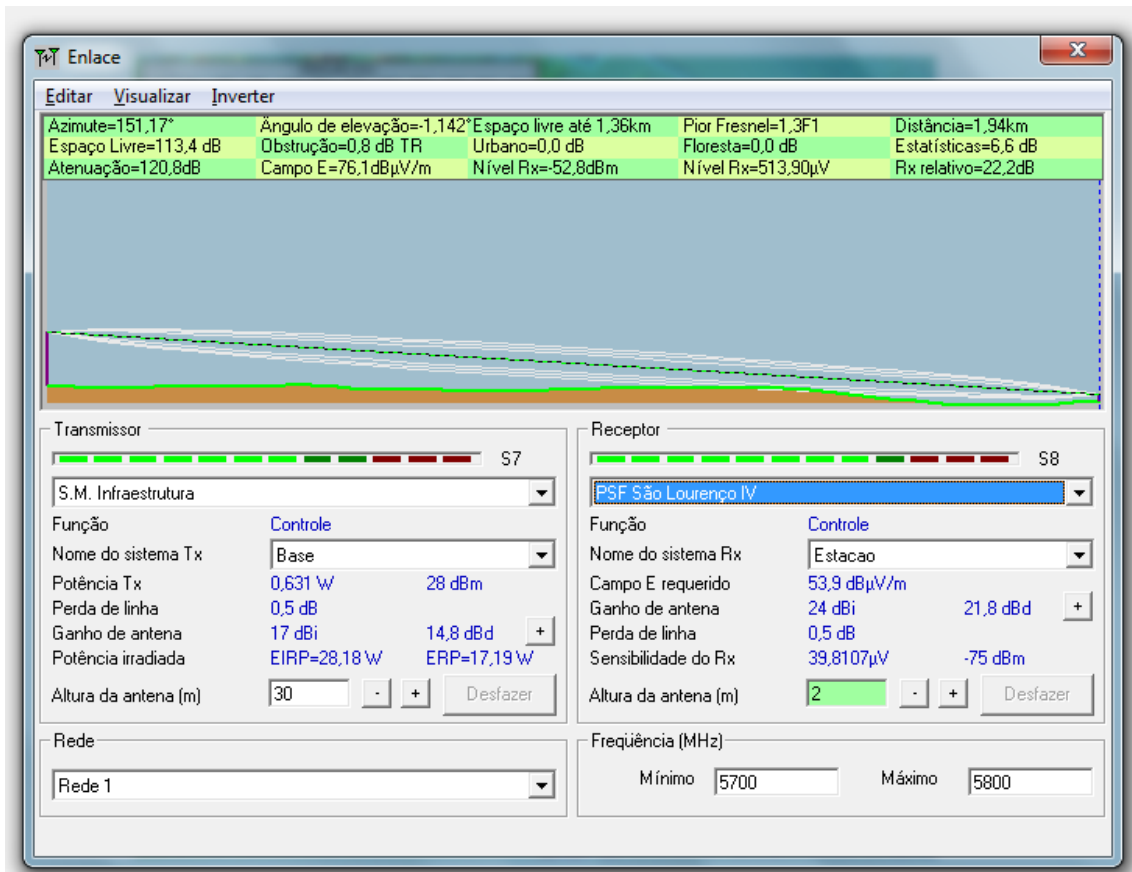 Enlace
X
Editar Visualizar Inverter
Azimute=151,17° Ângulo de elevação=-1,142° Espaço livre até 1,36km Pior Fresnel=1,3F1 Distância=1,94km
Espaço Livre=113,4 dB Obstrução=0,8 dB TR Urbano=0,0 dB Floresta=0,0 dB Estatísticas=6,6 dB
Atenuação=120,8dB Campo E=76,1dBµV/m Nível Rx=-52,8dBm Nível Rx=513,90µV Rx relativo=22,2dB
Transmissor
S7
S.M. Infraestrutura
Função Controle
Nome do sistema Tx Base
Potência Tx 0,631 W 28 dBm
Perda de linha 0,5 dB
Ganho de antena 17 dBi 14,8 dBd +
Potência irradiada EIRP=28,18 W ERP=17,19 W
Altura da antena (m) 30 - + Desfazer
Receptor
S8
PSF São Lourenço IV
Função Controle
Nome do sistema Rx Estacao
Campo E requerido 53,9 dBµV/m
Ganho de antena 24 dBi 21,8 dBd +
Perda de linha 0,5 dB
Sensibilidade do Rx 39,8107µV -75 dBm
Altura da antena (m) 2 - + Desfazer
Rede
Rede 1
Freqüência (MHz)
Mínimo 5700 Máximo 5800